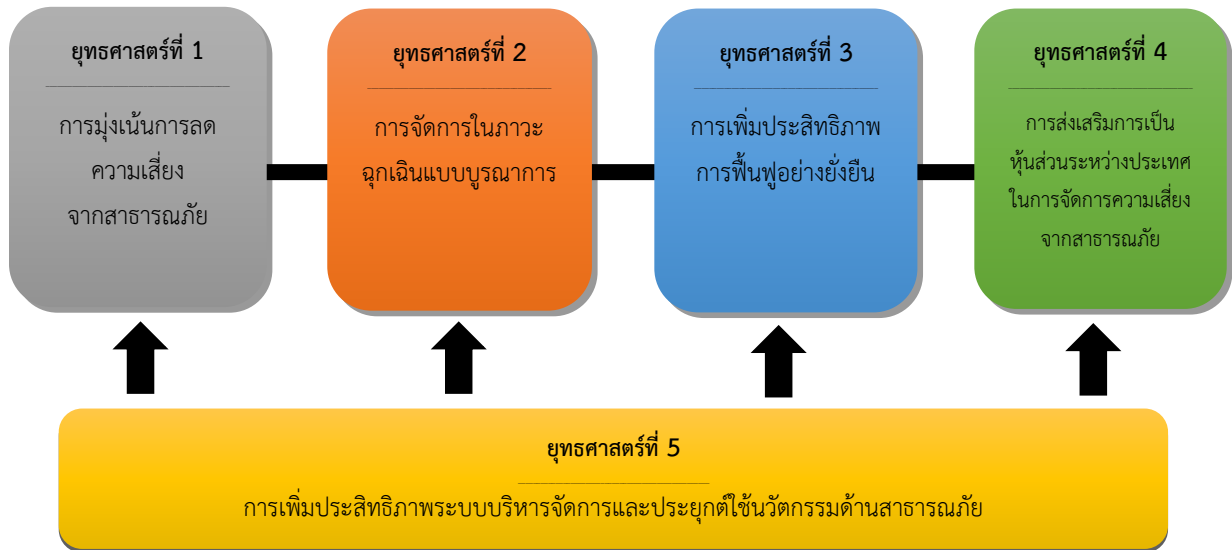 ยุทธศาสตร์ที่ 1
การมุ่งเน้นการลด
ความเสี่ยง
จากสาธารณภัย
ยุทธศาสตร์ที่ 2
การจัดการในภาวะ
ฉุกเฉินแบบบูรณาการ
ยุทธศาสตร์ที่ 3
การเพิ่มประสิทธิภาพ
การฟื้นฟูอย่างยั่งยืน
ยุทธศาสตร์ที่ 4
การส่งเสริมการเป็น
หุ้นส่วนระหว่างประเทศ
ในการจัดการความเสี่ยง
จากสาธารณภัย
ยุทธศาสตร์ที่ 5
การเพิ่มประสิทธิภาพระบบบริหารจัดการและประยุกต์ใช้นวัตกรรมด้านสาธารณภัย